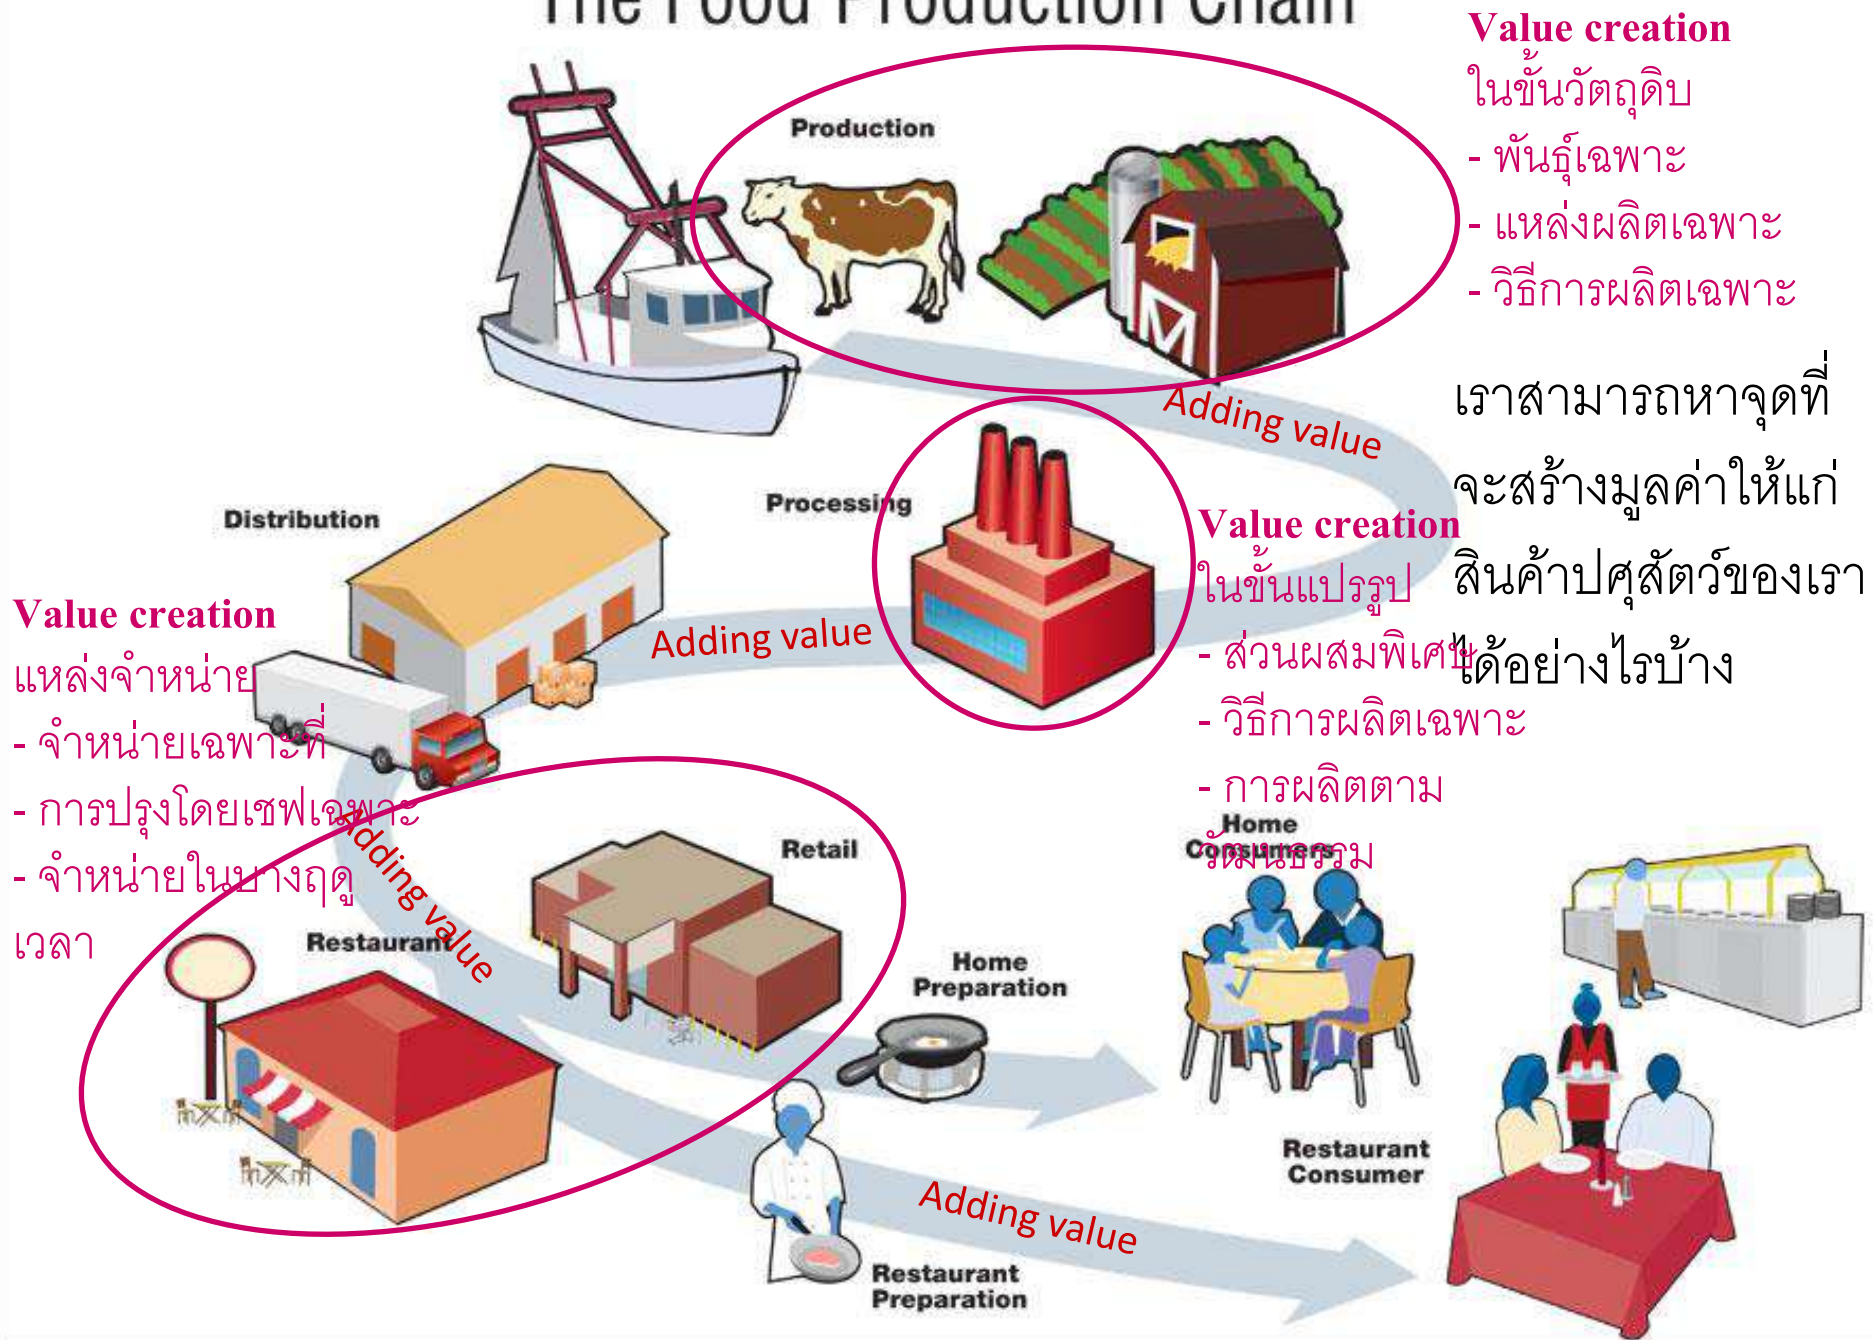 The Food Production Chain
Value creation
ในขั้นวัตถุดิบ
- พันธุ์เฉพาะ
- แหล่งผลิตเฉพาะ
- วิธีการผลิตเฉพาะ
Production
Adding value
เราสามารถหาจุดที่
จะสร้างมูลค่าให้แก่
สินค้าปศุสัตว์ของเรา
ได้อย่างไรบ้าง
Processing
Value creation
ในขั้นแปรรูป
- ส่วนผสมพิเศษ
- วิธีการผลิตเฉพาะ
- การผลิตตาม
วัฒนธรรม
Adding value
Distribution
Value creation
แหล่งจำหน่าย
- จำหน่ายเฉพาะที่
- การปรุงโดยเชฟเฉพาะ
- จำหน่ายในบางฤดู
เวลา
Adding value
Retail
Restaurant
Home
Preparation
Home
Consumers
Restaurant
Consumer
Adding value
Restaurant
Preparation